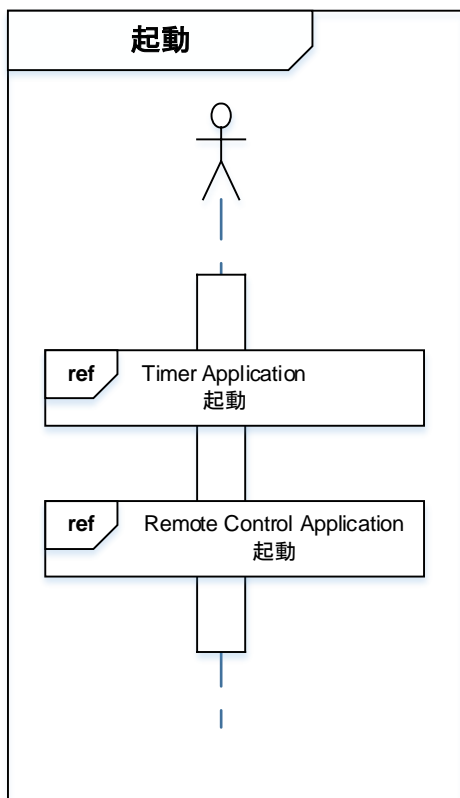 起動
ref
Timer Application
起動
ref
Remote Control Application
起動